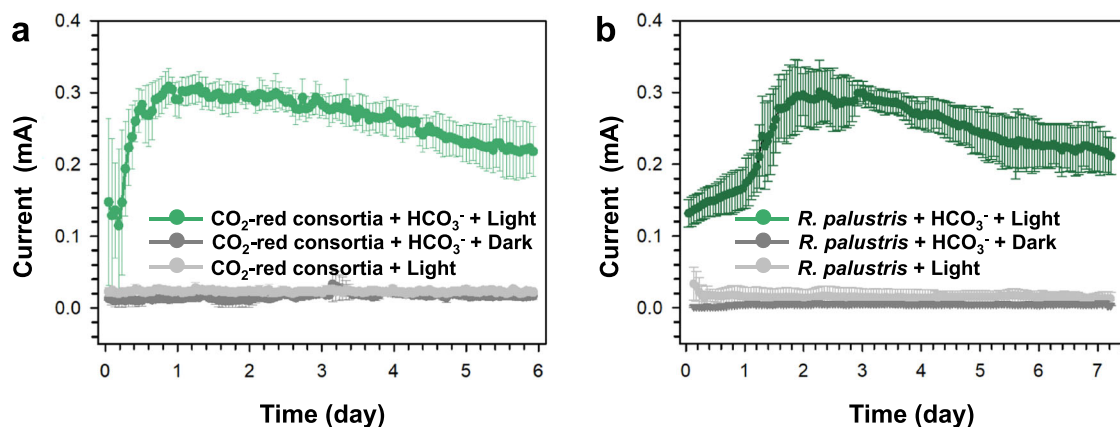 a
Current (mA)
0.4
0.3
0.2
0.1
0.0
CO₂-red consortia + HCO₃⁻ + Light
CO₂-red consortia + HCO₃⁻ + Dark
CO₂-red consortia + Light
0 1 2 3 4 5 6
Time (day)
b
Current (mA)
0.4
0.3
0.2
0.1
0.0
R. palustris + HCO₃⁻ + Light
R. palustris + HCO₃⁻ + Dark
R. palustris + Light
0 1 2 3 4 5 6 7
Time (day)